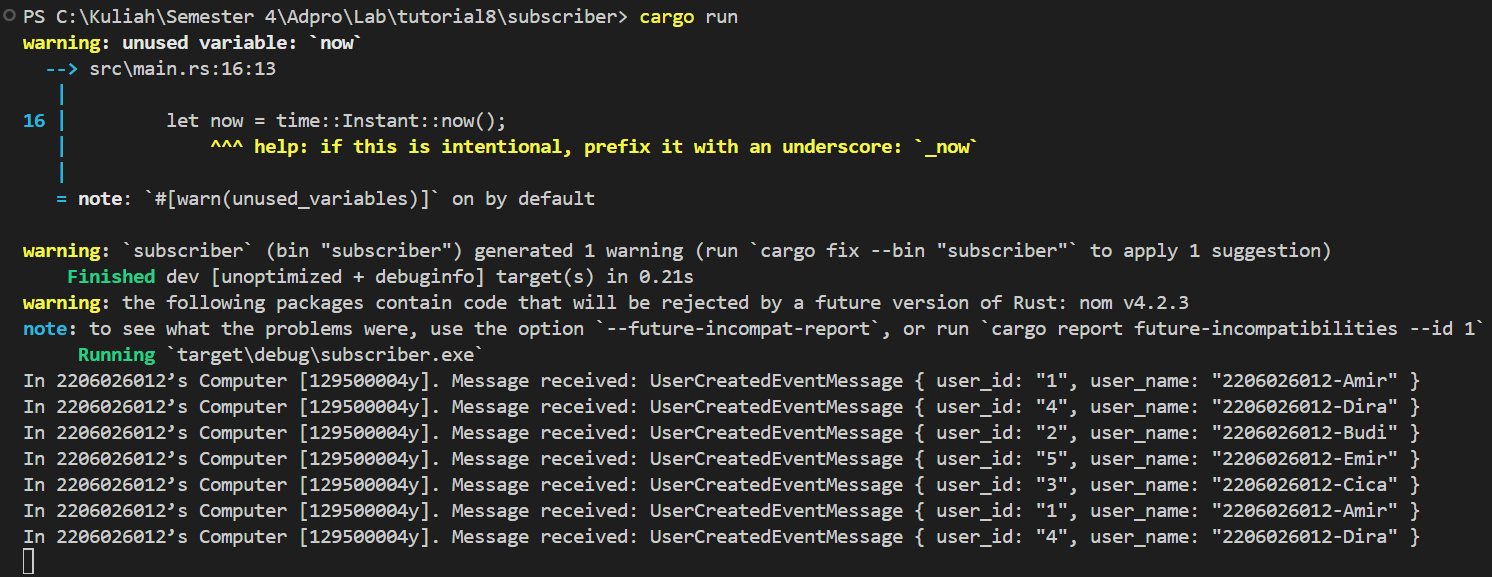 PS C:\Kuliah\Semester 4\Adpro\Lab\tutorial8\subscriber> cargo run
warning: unused variable: `now`
  --> src\main.rs:16:13
   |
16 |         let now = time::Instant::now();
   |             ^^^ help: if this is intentional, prefix it with an underscore: `_now`
   |
   = note: `#[warn(unused_variables)]` on by default

warning: `subscriber` (bin "subscriber") generated 1 warning (run `cargo fix --bin "subscriber"` to apply 1 suggestion)
    Finished dev [unoptimized + debuginfo] target(s) in 0.21s
warning: the following packages contain code that will be rejected by a future version of Rust: nom v4.2.3
note: to see what the problems were, use the option `--future-incompat-report`, or run `cargo report future-incompatibilities --id 1`
     Running `target\debug\subscriber.exe`
In 2206026012’s Computer [129500004y]. Message received: UserCreatedEventMessage { user_id: "1", user_name: "2206026012-Amir" }
In 2206026012’s Computer [129500004y]. Message received: UserCreatedEventMessage { user_id: "4", user_name: "2206026012-Dira" }
In 2206026012’s Computer [129500004y]. Message received: UserCreatedEventMessage { user_id: "2", user_name: "2206026012-Budi" }
In 2206026012’s Computer [129500004y]. Message received: UserCreatedEventMessage { user_id: "5", user_name: "2206026012-Emir" }
In 2206026012’s Computer [129500004y]. Message received: UserCreatedEventMessage { user_id: "3", user_name: "2206026012-Cica" }
In 2206026012’s Computer [129500004y]. Message received: UserCreatedEventMessage { user_id: "1", user_name: "2206026012-Amir" }
In 2206026012’s Computer [129500004y]. Message received: UserCreatedEventMessage { user_id: "4", user_name: "2206026012-Dira" }